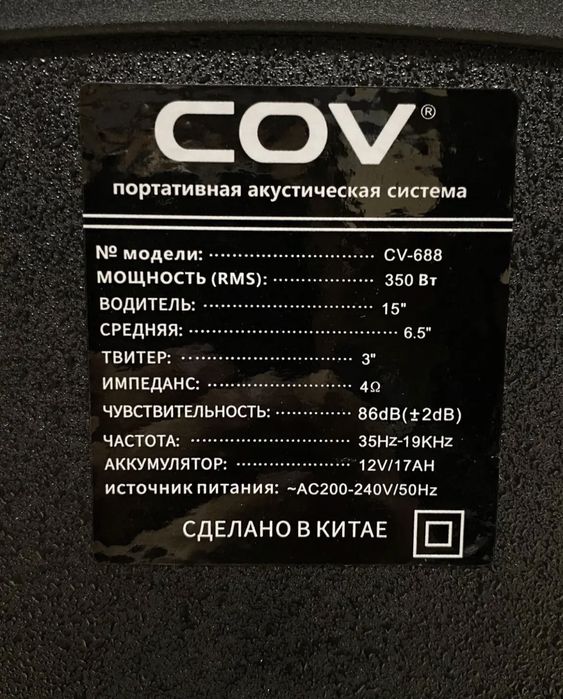 COV®
портативная акустическая система
№ модели: CV-688
МОЩНОСТЬ (RMS): 350 Вт
ВОДИТЕЛЬ: 15"
СРЕДНЯЯ: 6.5"
ТВИТЕР: 3"
ИМПЕДАНС: 4Ω
ЧУВСТВИТЕЛЬНОСТЬ: 86dB(±2dB)
ЧАСТОТА: 35Hz-19KHz
АККУМУЛЯТОР: 12V/17AH
источник питания: ~AC200-240V/50Hz
СДЕЛАНО В КИТАЕ